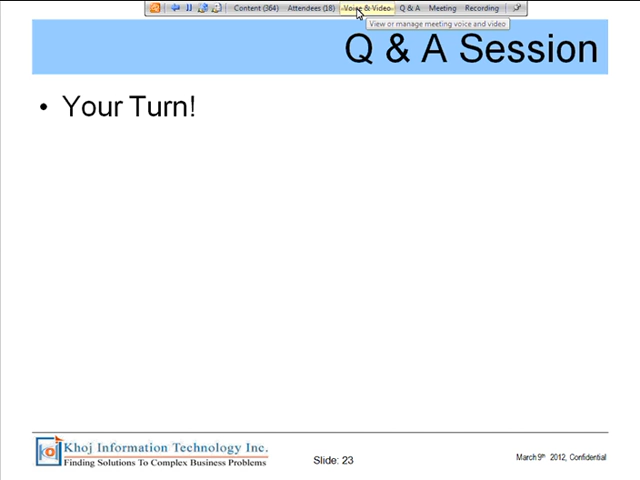 Content (364) Attendees (18) Voice & Video Q & A Meeting Recording
View or manage meeting voice and video
Q & A Session
• Your Turn!
Khoj Information Technology Inc.
Finding Solutions To Complex Business Problems
Slide: 23
March 9th 2012, Confidential